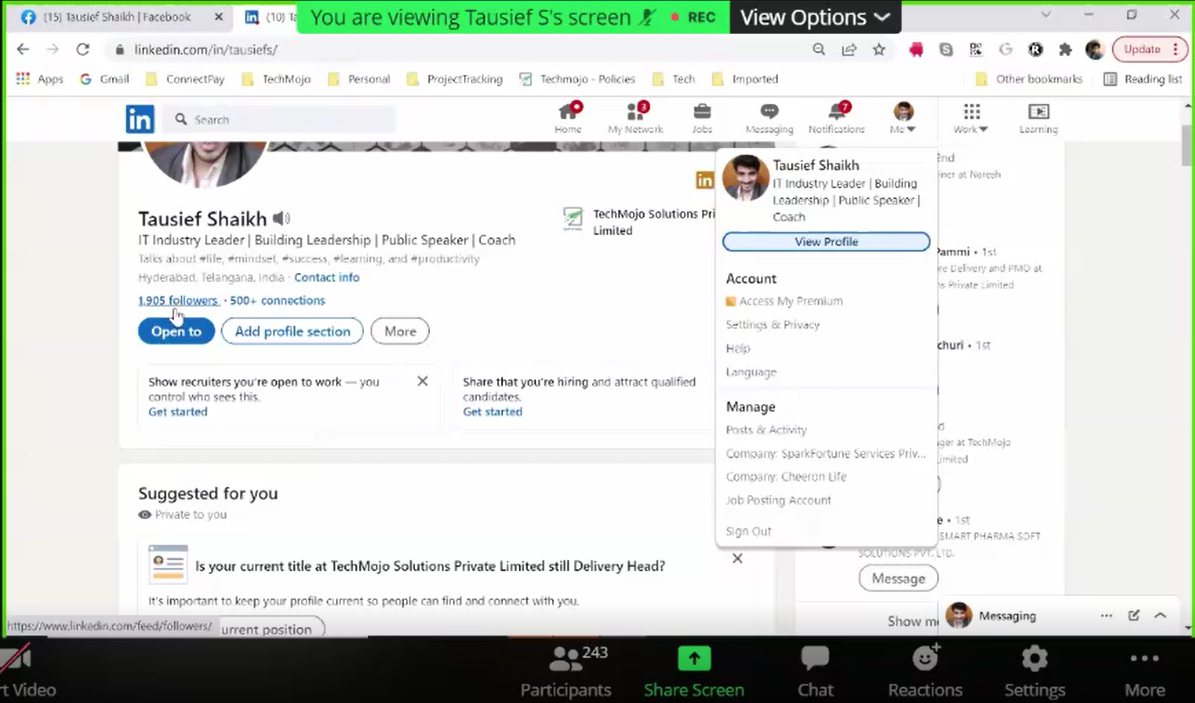 (15) Tausief Shaikh | Facebook
(10) Ta
You are viewing Tausief S's screen
REC
View Options
linkedin.com/in/tausiefs/
Update
Apps
Gmail
ConnectPay
TechMojo
Personal
ProjectTracking
Techmojo - Policies
Tech
Imported
Other bookmarks
Reading list
in
Search
Home
3
My Network
Jobs
Messaging
7
Notifications
Me
Work
Learning
Tausief Shaikh
IT Industry Leader | Building Leadership | Public Speaker | Coach
Talks about #life, #mindset, #success, #learning, and #productivity
Hyderabad, Telangana, India · Contact info
1,905 followers · 500+ connections
Open to
Add profile section
More
in
TechMojo Solutions Pri
Limited
Show recruiters you're open to work — you
control who sees this.
Get started
Share that you're hiring and attract qualified
candidates.
Get started
Suggested for you
Private to you
Is your current title at TechMojo Solutions Private Limited still Delivery Head?
It's important to keep your profile current so people can find and connect with you.
urrent position
https://www.linkedin.com/feed/followers/
Tausief Shaikh
IT Industry Leader | Building
Leadership | Public Speaker |
Coach
View Profile
Account
Access My Premium
Settings & Privacy
Help
Language
Manage
Posts & Activity
Company: SparkFortune Services Priv...
Company: Cheeron Life
Job Posting Account
Sign Out
Pammi • 1st
re Delivery and PMO at
s Private Limited
churi • 1st
ger at TechMojo
imited
e • 1st
SMART PHARMA SOFT
SOLUTIONS PVT. LTD.
Message
Show
Messaging
rt Video
243
Participants
Share Screen
Chat
Reactions
Settings
More